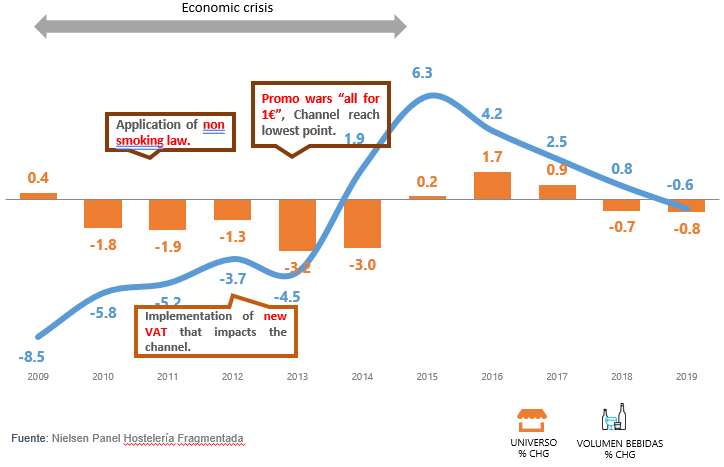 Economic crisis
6.3
Promo wars “all for
1€”, Channel reach
lowest point.
Application of non
smoking law.
1.9
4.2
2.5
0.8
-0.6
0.4
-1.8
-1.9
-1.3
-3.2
-3.0
0.2
1.7
0.9
-0.7
-0.8
-8.5
-5.8
-5.2
-3.7
-4.5
Implementation of new
VAT that impacts the
channel.
2009 2010 2011 2012 2013 2014 2015 2016 2017 2018 2019
Fuente: Nielsen Panel Hostelería Fragmentada
UNIVERSO
% CHG
VOLUMEN BEBIDAS
% CHG